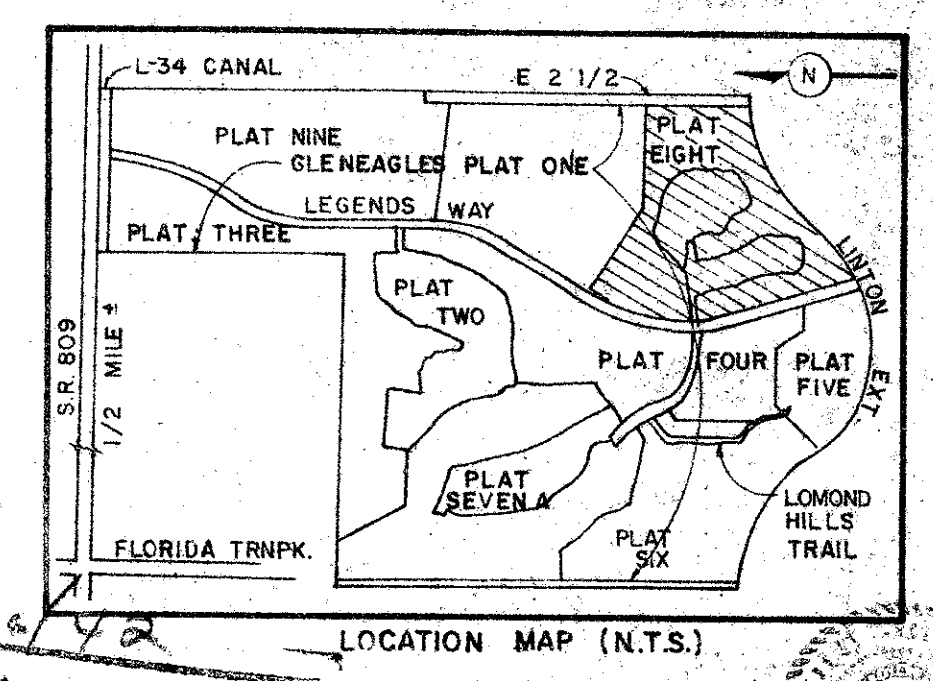 L-34 CANAL
E 2 1/2
N
PLAT NINE
GLENEAGLES
PLAT ONE
PLAT
EIGHT
LEGENDS WAY
PLAT THREE
LINTON
EXT.
PLAT
TWO
S.R. 809
1/2 MILE ±
PLAT FOUR
PLAT
FIVE
PLAT
SEVEN A
LOMOND
HILLS
TRAIL
PLAT
SIX
FLORIDA TRNPK.
LOCATION MAP (N.T.S.)